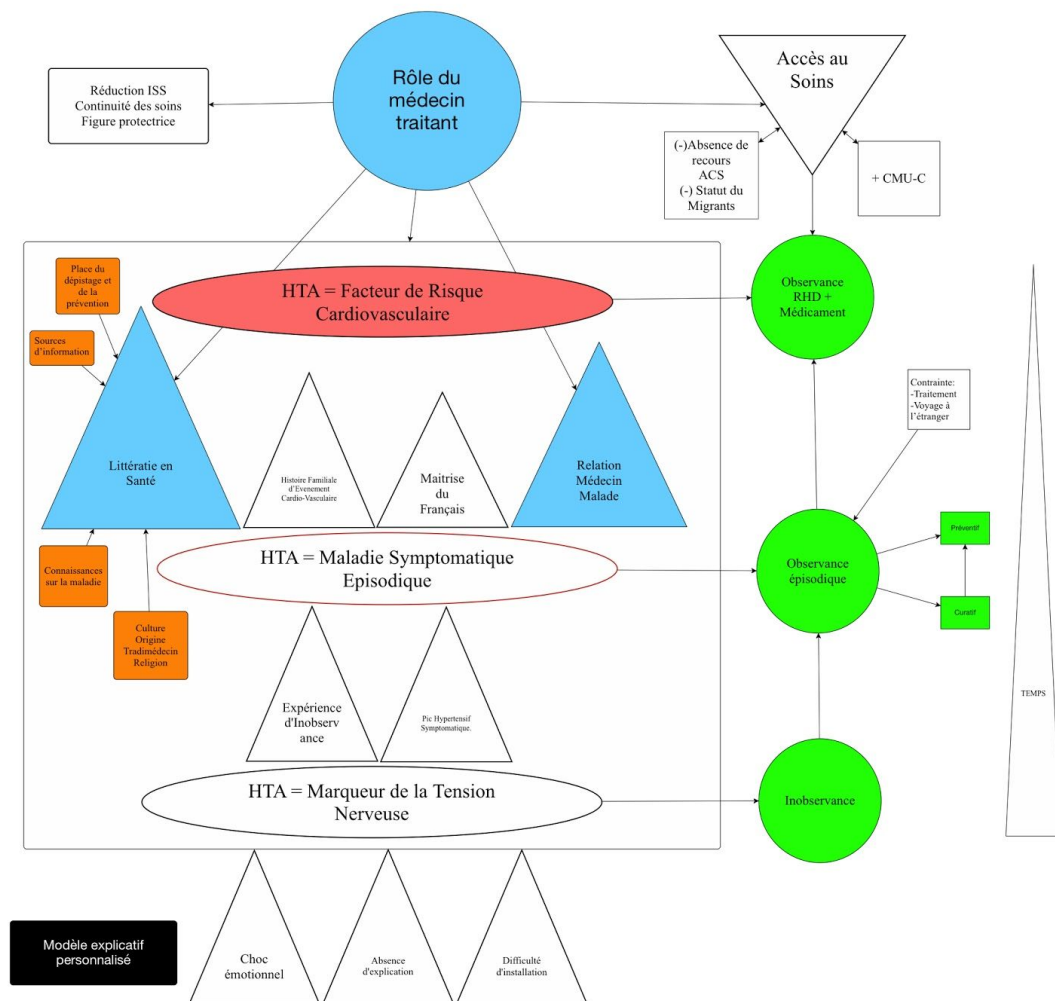 Rôle du
médecin
traitant
Réduction ISS
Continuité des soins
Figure protectrice
Accès au
Soins
(-)Absence de
recours
ACS
(-) Statut du
Migrants
+ CMU-C
Place du
dépistage et
de la
prévention
Sources
d'information
HTA = Facteur de Risque
Cardiovasculaire
Observance
RHD +
Médicament
Contrainte:
-Traitement
-Voyage à
l'étranger
Littératie en
Santé
Histoire Familiale
d'Evenement
Cardio-Vasculaire
Maitrise
du
Français
Relation
Médecin
Malade
Connaissances
sur la maladie
Culture
Origine
Tradimédecin
Religion
HTA = Maladie Symptomatique
Episodique
Observance
épisodique
Préventif
Curatif
TEMPS
Expérience
d'Inobserv
ance
Pic Hypertensif
Symptomatique.
HTA = Marqueur de la Tension
Nerveuse
Inobservance
Modèle explicatif
personnalisé
Choc
émotionnel
Absence
d'explication
Difficulté
d'installation